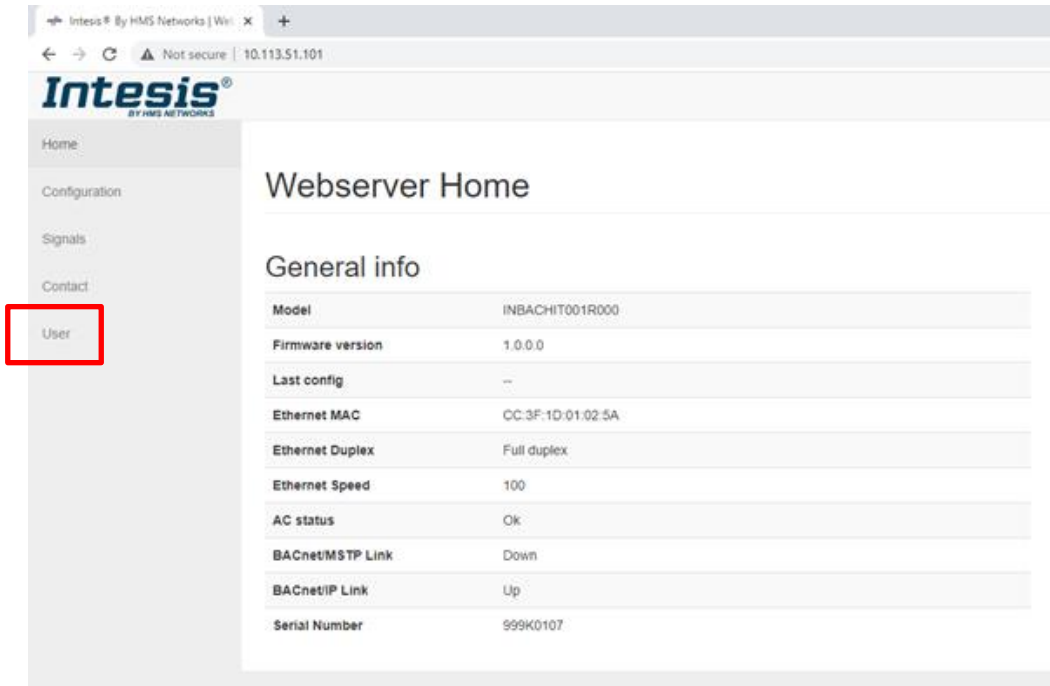 Intesis® By HMS Networks | Wel
Not secure | 10.113.51.101
Intesis®
BY HMS NETWORKS
Home
Configuration
Signals
Contact
User
Webserver Home
General info
Model INBACHIT001R000
Firmware version 1.0.0.0
Last config --
Ethernet MAC CC:3F:1D:01:02:5A
Ethernet Duplex Full duplex
Ethernet Speed 100
AC status Ok
BACnet/MSTP Link Down
BACnet/IP Link Up
Serial Number 999K0107